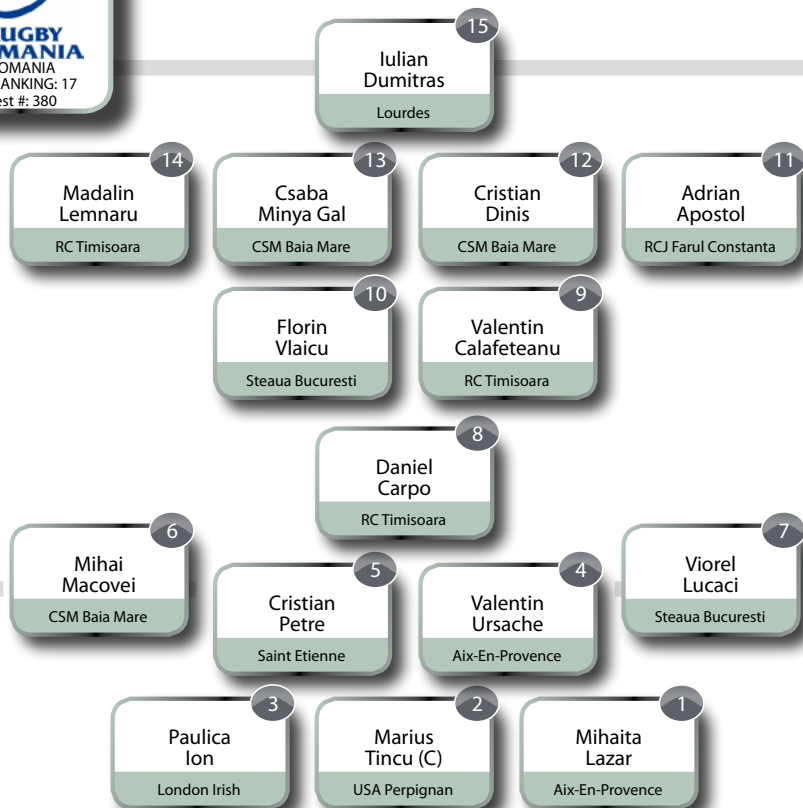 15
Iulian
Dumitras
Lourdes
14
Madalin
Lemnaru
RC Timisoara
13
Csaba
Minya Gal
CSM Baia Mare
12
Cristian
Dinis
CSM Baia Mare
11
Adrian
Apostol
RCJ Farul Constanta
10
Florin
Vlaicu
Steaua Bucuresti
9
Valentin
Calafeteanu
RC Timisoara
8
Daniel
Carpo
RC Timisoara
6
Mihai
Macovei
CSM Baia Mare
5
Cristian
Petre
Saint Etienne
4
Valentin
Ursache
Aix-En-Provence
7
Viorel
Lucaci
Steaua Bucuresti
3
Paulica
Ion
London Irish
2
Marius
Tincu (C)
USA Perpignan
1
Mihaita
Lazar
Aix-En-Provence
UGBY
MANIA
OMANIA
ANKING: 17
est #: 380